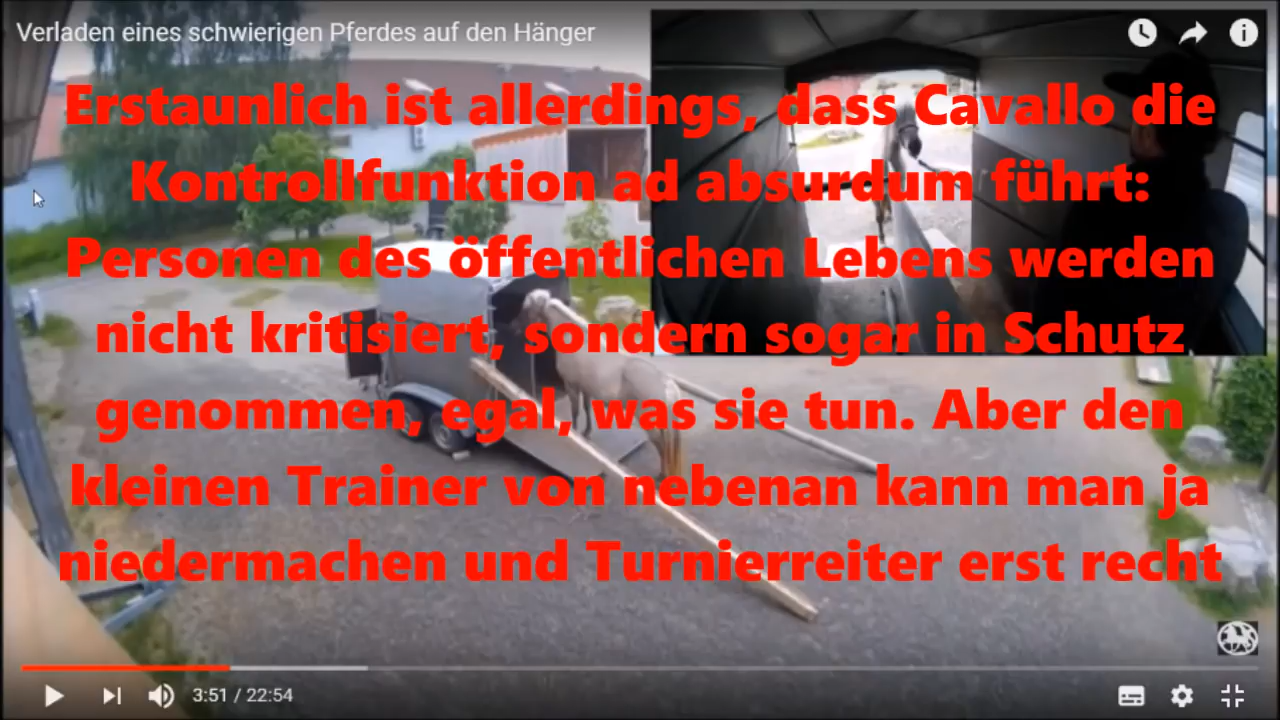 Verladen eines schwierigen Pferdes auf den Hänger
Erstaunlich ist allerdings, dass Cavallo die
Kontrollfunktion ad absurdum führt:
Personen des öffentlichen Lebens werden
nicht kritisiert, sondern sogar in Schutz
genommen, egal, was sie tun. Aber den
kleinen Trainer von nebenan kann man ja
niedermachen und Turnierreiter erst recht
3:51 / 22:54